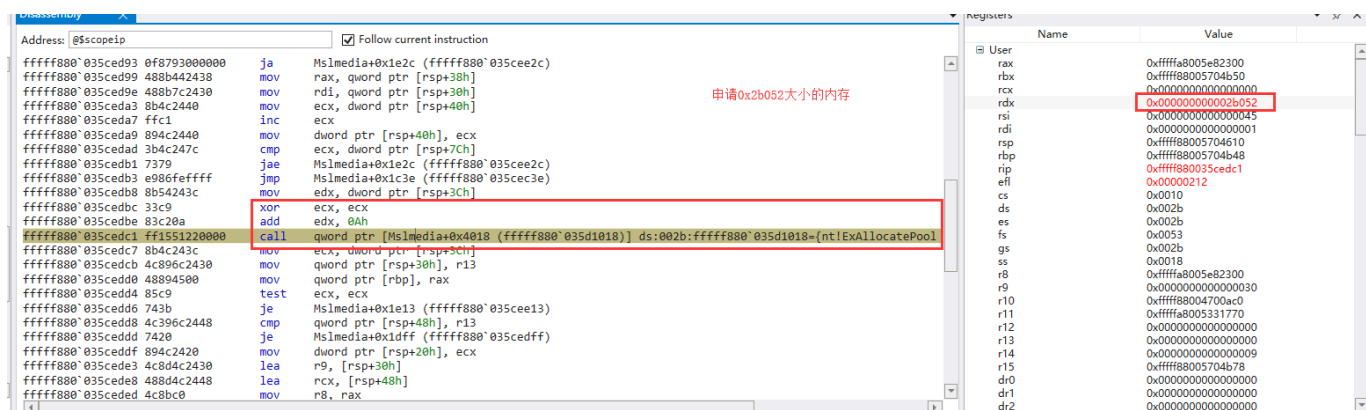 Disassembly X
Registers
Address: @$scopeip Follow current instruction
Name Value
User
fffff880`035ced93 0f8793000000 ja Mslmedia+0x1e2c (fffff880`035cee2c)
fffff880`035ced99 488b442438 mov rax, qword ptr [rsp+38h]
fffff880`035ced9e 488b7c2430 mov rdi, qword ptr [rsp+30h]
fffff880`035ceda3 8b4c2440 mov ecx, dword ptr [rsp+40h]
fffff880`035ceda7 ffc1 inc ecx
fffff880`035ceda9 894c2440 mov dword ptr [rsp+40h], ecx
fffff880`035cedad 3b4c247c cmp ecx, dword ptr [rsp+7Ch]
fffff880`035cedb1 7379 jae Mslmedia+0x1e2c (fffff880`035cee2c)
fffff880`035cedb3 e986feffff jmp Mslmedia+0x1c3e (fffff880`035cec3e)
fffff880`035cedb8 8b54243c mov edx, dword ptr [rsp+3Ch]
fffff880`035cedbc 33c9 xor ecx, ecx
fffff880`035cedbe 83c20a add edx, 0Ah
fffff880`035cedc1 ff1551220000 call qword ptr [Mslmedia+0x4018 (fffff880`035d1018)] ds:002b:fffff880`035d1018={nt!ExAllocatePool
fffff880`035cedc7 8b4c243c mov ecx, dword ptr [rsp+3Ch]
fffff880`035cedcb 4c896c2430 mov qword ptr [rsp+30h], r13
fffff880`035cedd0 48894500 mov qword ptr [rbp], rax
fffff880`035cedd4 85c9 test ecx, ecx
fffff880`035cedd6 743b je Mslmedia+0x1e13 (fffff880`035cee13)
fffff880`035cedd8 4c396c2448 cmp qword ptr [rsp+48h], r13
fffff880`035ceddd 7420 je Mslmedia+0x1dff (fffff880`035cedff)
fffff880`035ceddf 894c2420 mov dword ptr [rsp+20h], ecx
fffff880`035cede3 4c8d4c2430 lea r9, [rsp+30h]
fffff880`035cede8 488d4c2448 lea rcx, [rsp+48h]
fffff880`035ceded 4c8bc0 mov r8, rax
申请0x2b052大小的内存
rax 0xfffffa8005e82300
rbx 0xfffff88005704b50
rcx 0x0000000000000000
rdx 0x000000000002b052
rsi 0x0000000000000045
rdi 0x0000000000000001
rsp 0xfffff88005704610
rbp 0xfffff88005704b48
rip 0xfffff880035cedc1
efl 0x00000212
cs 0x0010
ds 0x002b
es 0x002b
fs 0x0053
gs 0x002b
ss 0x0018
r8 0xfffffa8005e82300
r9 0x0000000000000030
r10 0xfffff88004700ac0
r11 0xfffffa8005331770
r12 0x0000000000000000
r13 0x0000000000000000
r14 0x0000000000000009
r15 0xfffff88005704b78
dr0 0x0000000000000000
dr1 0x0000000000000000
dr2 0x0000000000000000